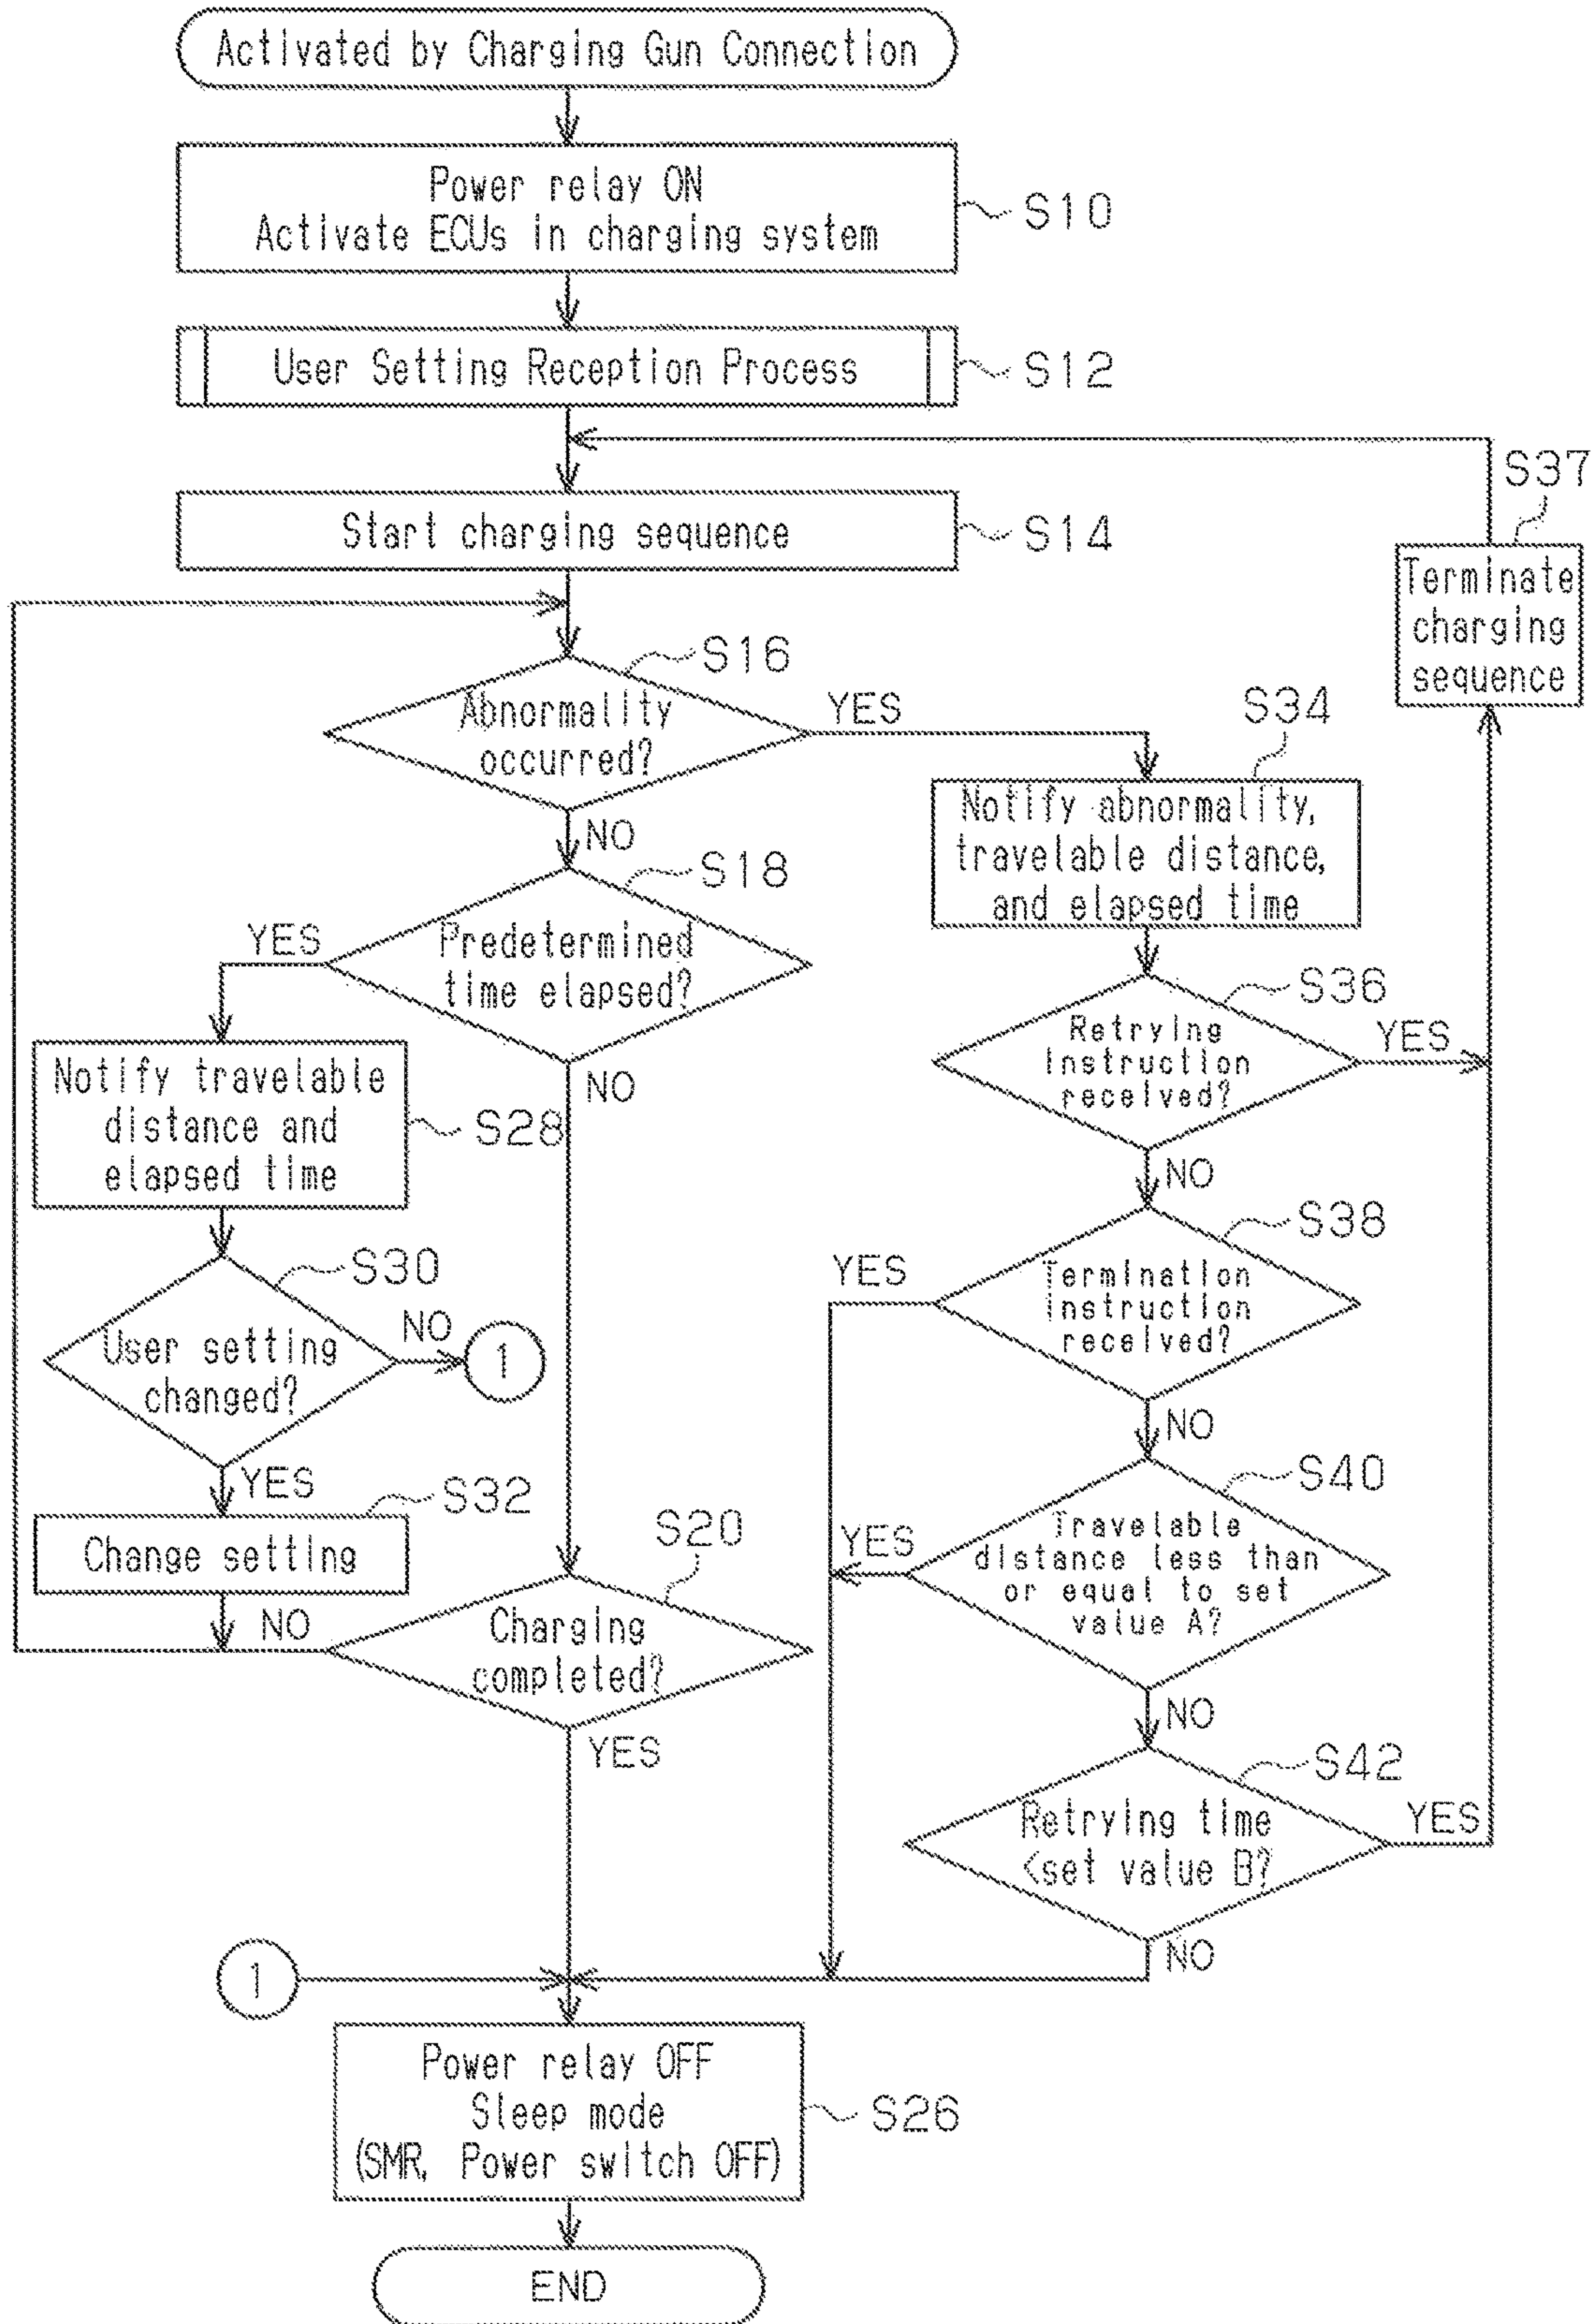 Activated by Charging Gun Connection
Power relay ON
Activate ECUs in charging system
S10
User Setting Reception Process
S12
S37
Start charging sequence
S14
Terminate
charging
sequence
S16
Abnormality
occurred?
YES
NO
S34
Notify abnormality,
travelable distance,
and elapsed time
S18
Predetermined
time elapsed?
YES
NO
S36
Retrying
instruction
received?
YES
NO
Notify travelable
distance and
elapsed time
S28
S38
Termination
instruction
received?
YES
NO
S30
User setting
changed?
NO
1
YES
S32
Change setting
S40
Travelable
distance less than
or equal to set
value A?
YES
NO
S20
Charging
completed?
NO
YES
S42
Retrying time
<set value B?
YES
NO
1
Power relay OFF
Sleep mode
(SMR, Power switch OFF)
S26
END